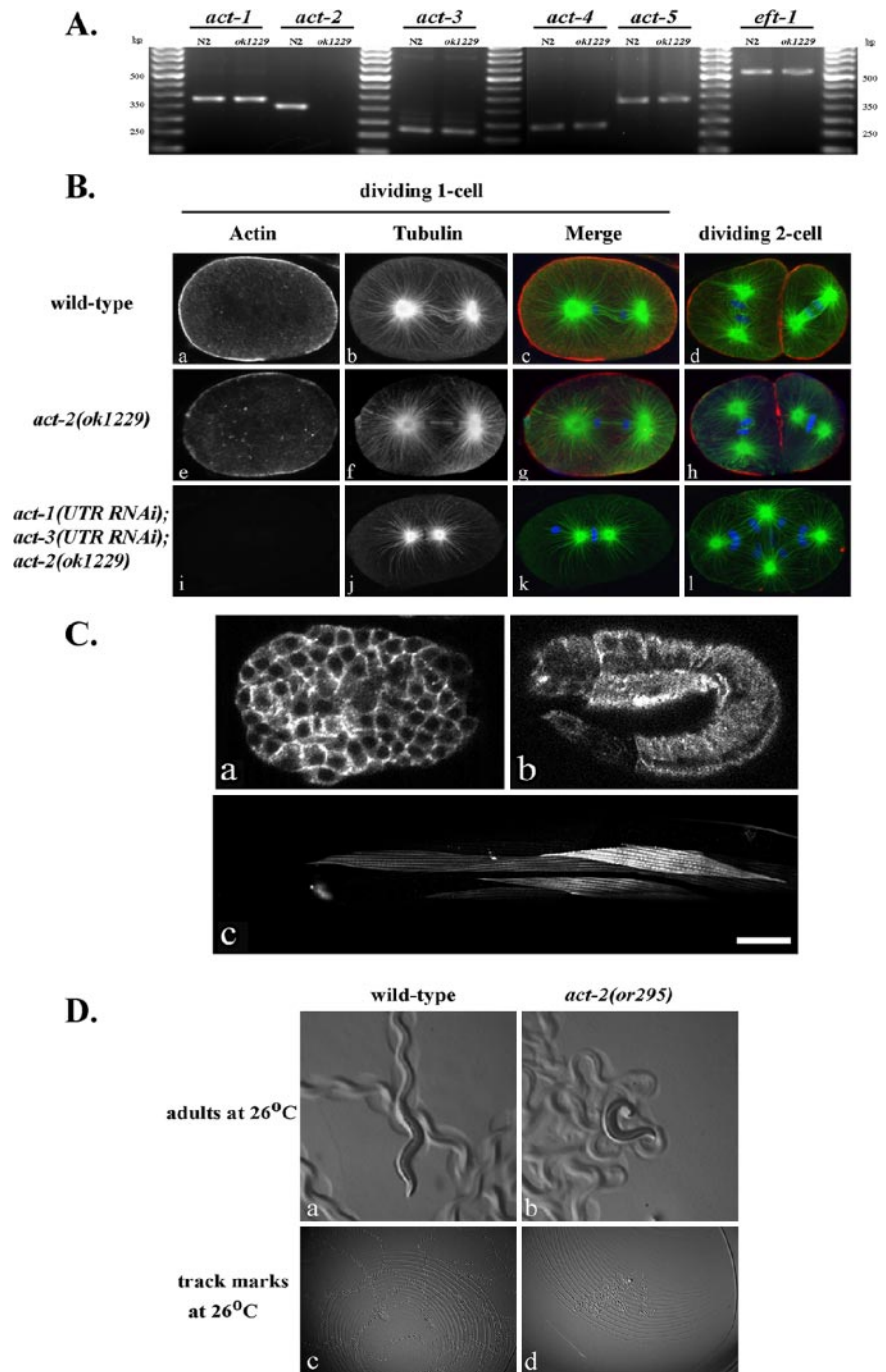 A.
act-1 act-2 act-3 act-4 act-5 eft-1
bp N2 ok1229 N2 ok1229 N2 ok1229 N2 ok1229 N2 ok1229 N2 ok1229 bp
500 500
350 350
250 250
B.
dividing 1-cell
Actin Tubulin Merge dividing 2-cell
wild-type
a b c d
act-2(ok1229)
e f g h
act-1(UTR RNAi);
act-3(UTR RNAi);
act-2(ok1229)
i j k l
C.
a b
c
D.
wild-type act-2(or295)
adults at 26⁰C
a b
track marks
at 26⁰C
c d